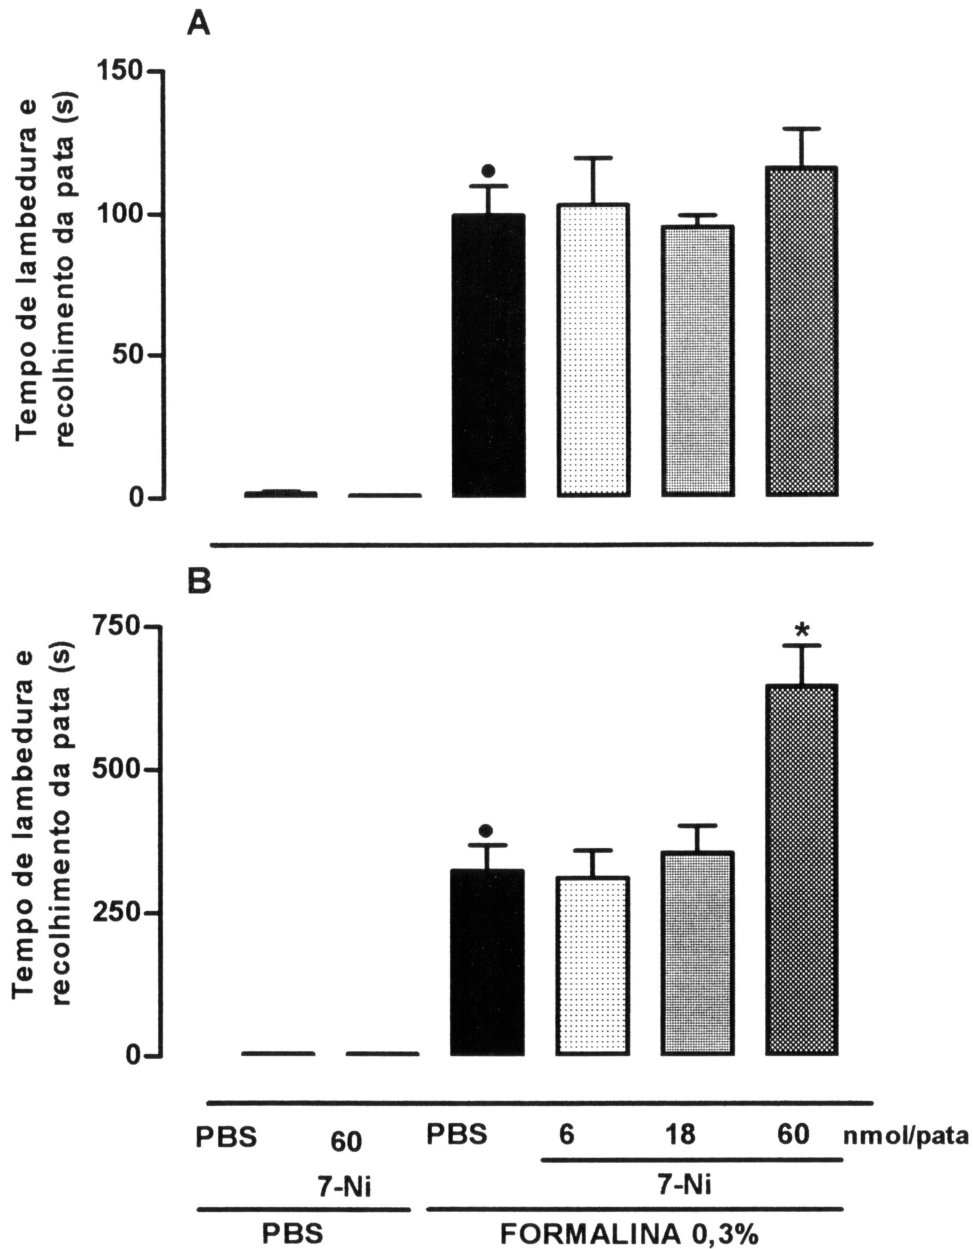 A
Tempo de lambedura e
recolhimento da pata (s)
150
100
50
0
B
Tempo de lambedura e
recolhimento da pata (s)
750
*
500
250
0
PBS 60 PBS 6 18 60 nmol/pata
7-Ni 7-Ni
PBS FORMALINA 0,3%